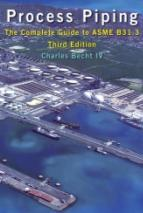 Process Piping
The Complete Guide to ASME B31.3
Third Edition
Charles Becht IV